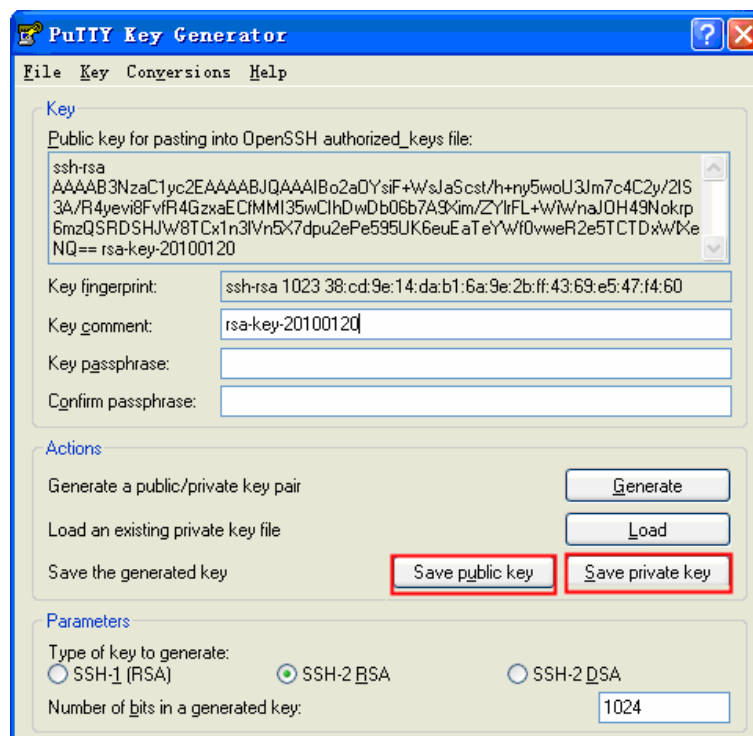 PuTTY Key Generator
File Key Conversions Help
Key
Public key for pasting into OpenSSH authorized_keys file:
ssh-rsa
AAAAB3NzaC1yc2EAAAABJQAAAIBo2a0YsiF+WsJaScst/h+ny5woU3Jm7c4C2y/2IS
3A/R4yevi8FvfR4GzxaECfMMI35wClhDwDb06b7A9Xim/ZYIrFL+WiWnaJOH49Nokrp
6mzQSRDSHJW8TCx1n3lVn5X7dpu2ePe595UK6euEaTeYWf0vweR2e5TCTDxWfXe
NQ== rsa-key-20100120
Key fingerprint: ssh-rsa 1023 38:cd:9e:14:da:b1:6a:9e:2b:ff:43:69:e5:47:f4:60
Key comment: rsa-key-20100120
Key passphrase:
Confirm passphrase:
Actions
Generate a public/private key pair Generate
Load an existing private key file Load
Save the generated key Save public key Save private key
Parameters
Type of key to generate:
SSH-1 (RSA) SSH-2 RSA SSH-2 DSA
Number of bits in a generated key: 1024